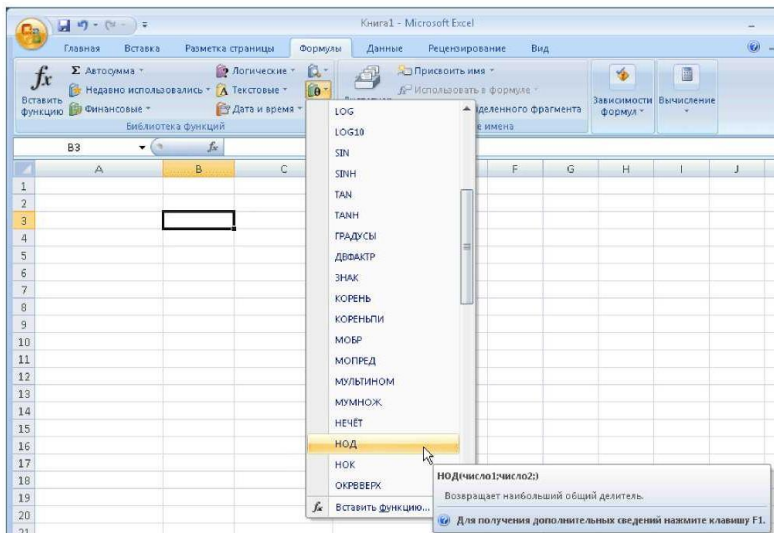 Книга1 - Microsoft Excel
Главная Вставка Разметка страницы Формулы Данные Рецензирование Вид
Σ Автосумма Логические Присвоить имя
Недавно использовались Текстовые Использовать в формуле
Вставить функцию Финансовые Дата и время деленного фрагмента Зависимости формул Вычисление
Библиотека функций е имена
B3 fx
A B C F G H I J
1
2
3
4
5
6
7
8
9
10
11
12
13
14
15
16
17
18
19
20
21
LOG
LOG10
SIN
SINH
TAN
TANH
ГРАДУСЫ
ДВФАКТР
ЗНАК
КОРЕНЬ
КОРЕНЬПИ
МОБР
МОПРЕД
МУЛЬТИНОМ
МУМНОЖ
НЕЧЁТ
НОД
НОК
ОКРВВЕРХ
fx Вставить функцию...
НОД(число1;число2;)
Возвращает наибольший общий делитель.
Для получения дополнительных сведений нажмите клавишу F1.